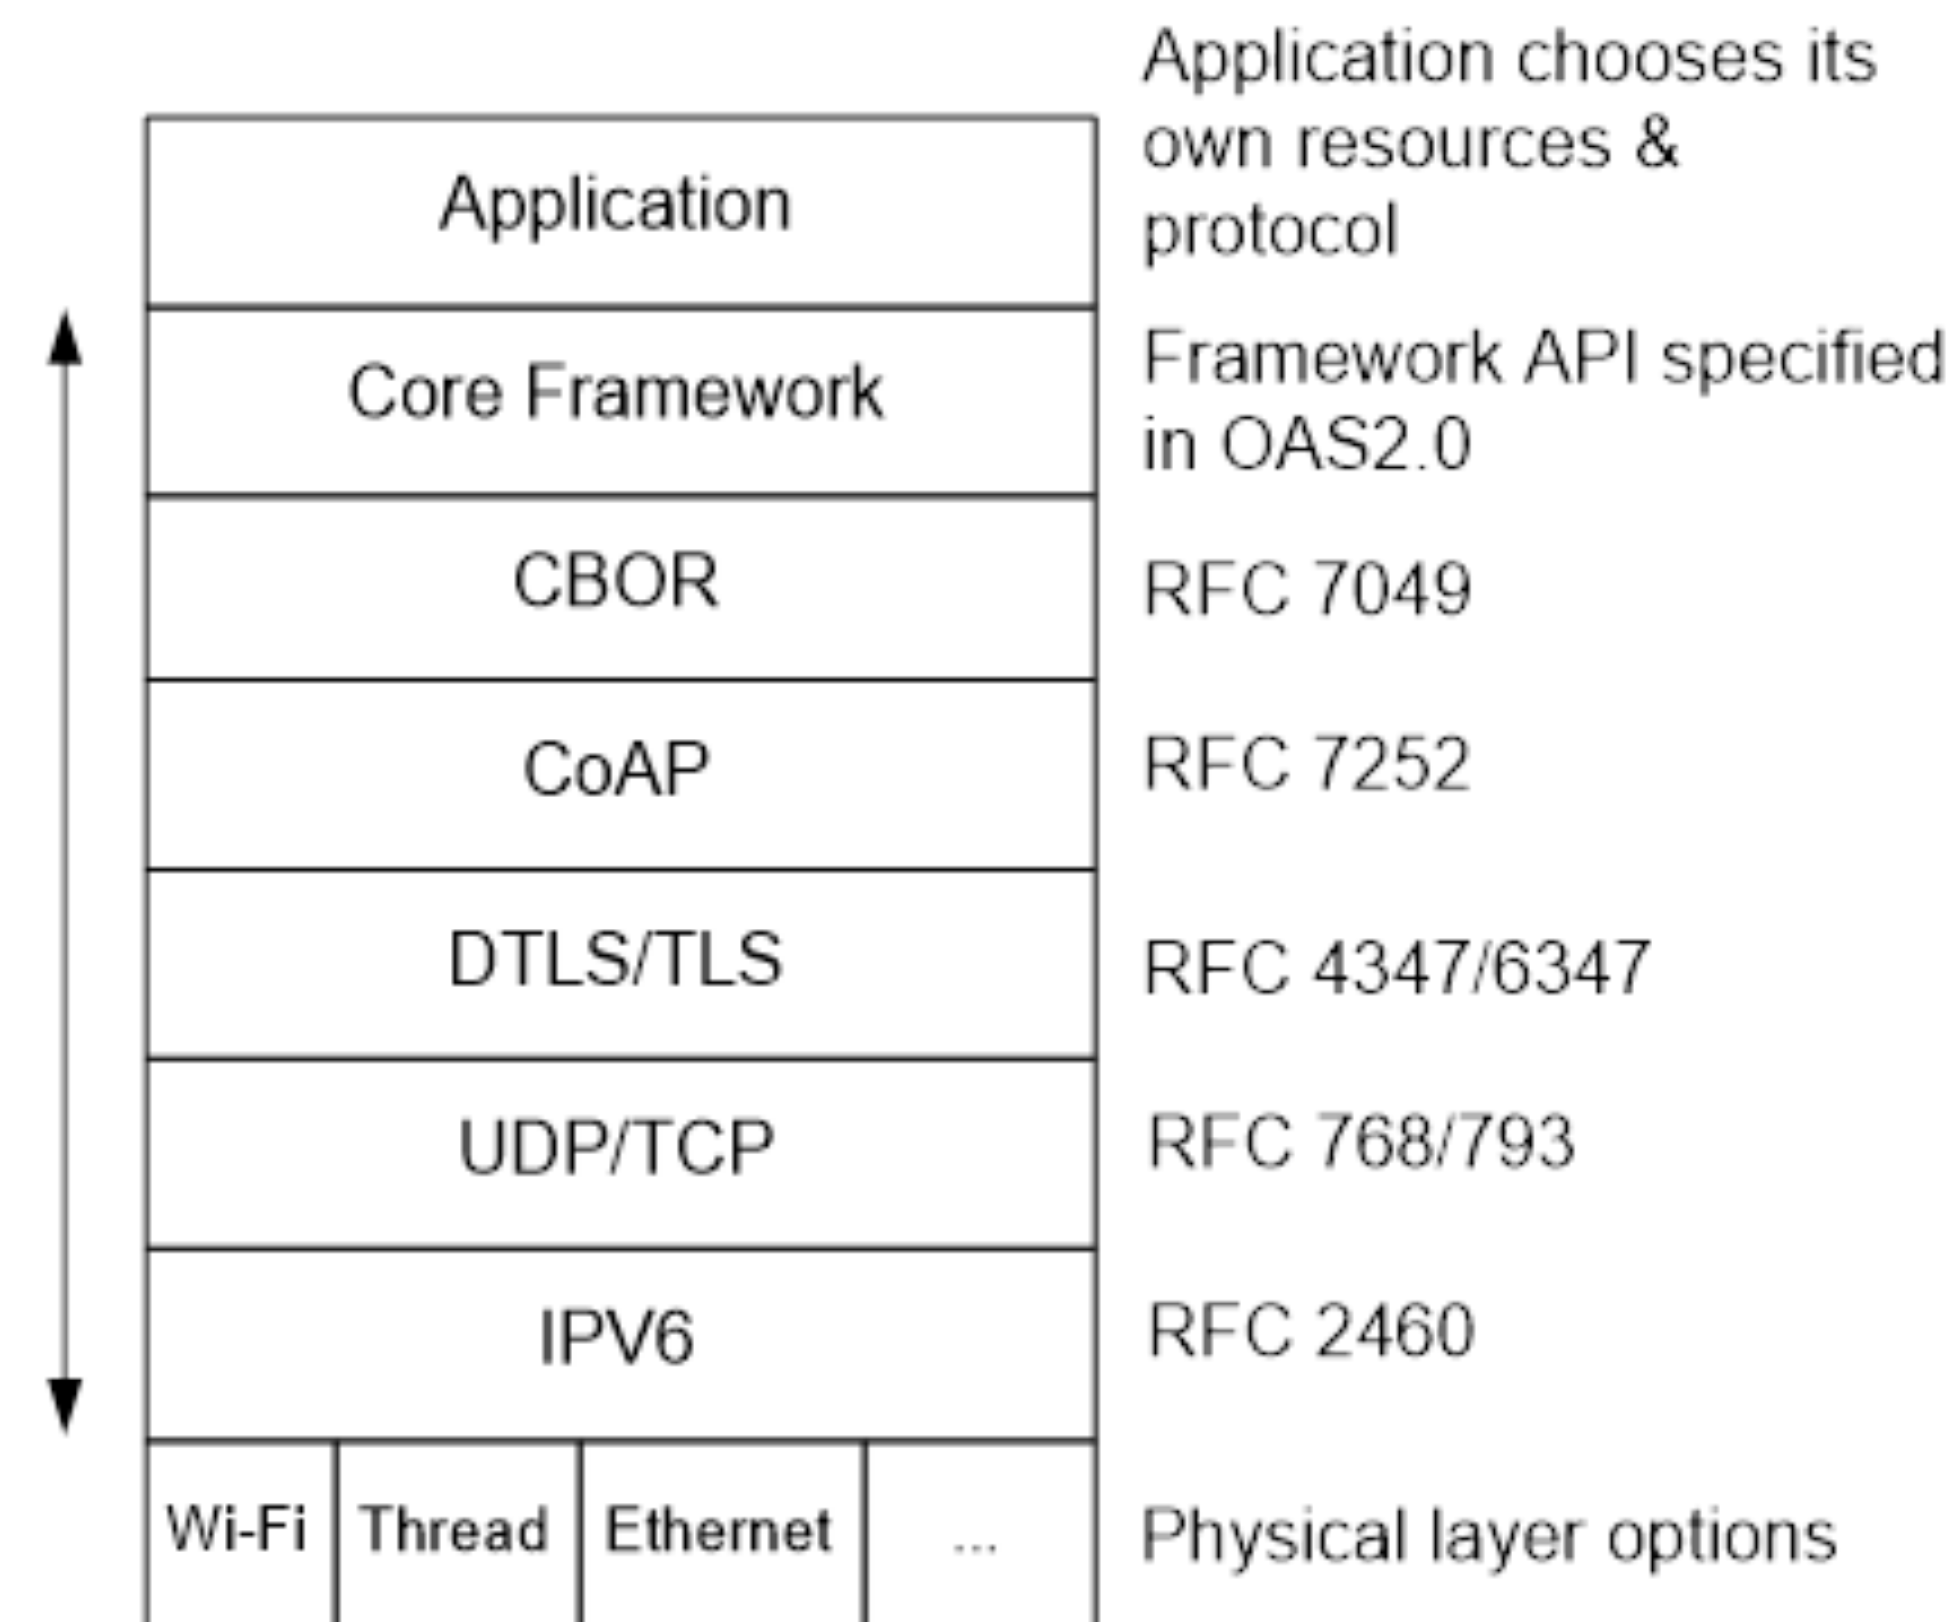 Application chooses its
own resources &
protocol
Application
Core Framework
Framework API specified
in OAS2.0
CBOR
RFC 7049
CoAP
RFC 7252
DTLS/TLS
RFC 4347/6347
UDP/TCP
RFC 768/793
IPV6
RFC 2460
Wi-Fi
Thread
Ethernet
...
Physical layer options